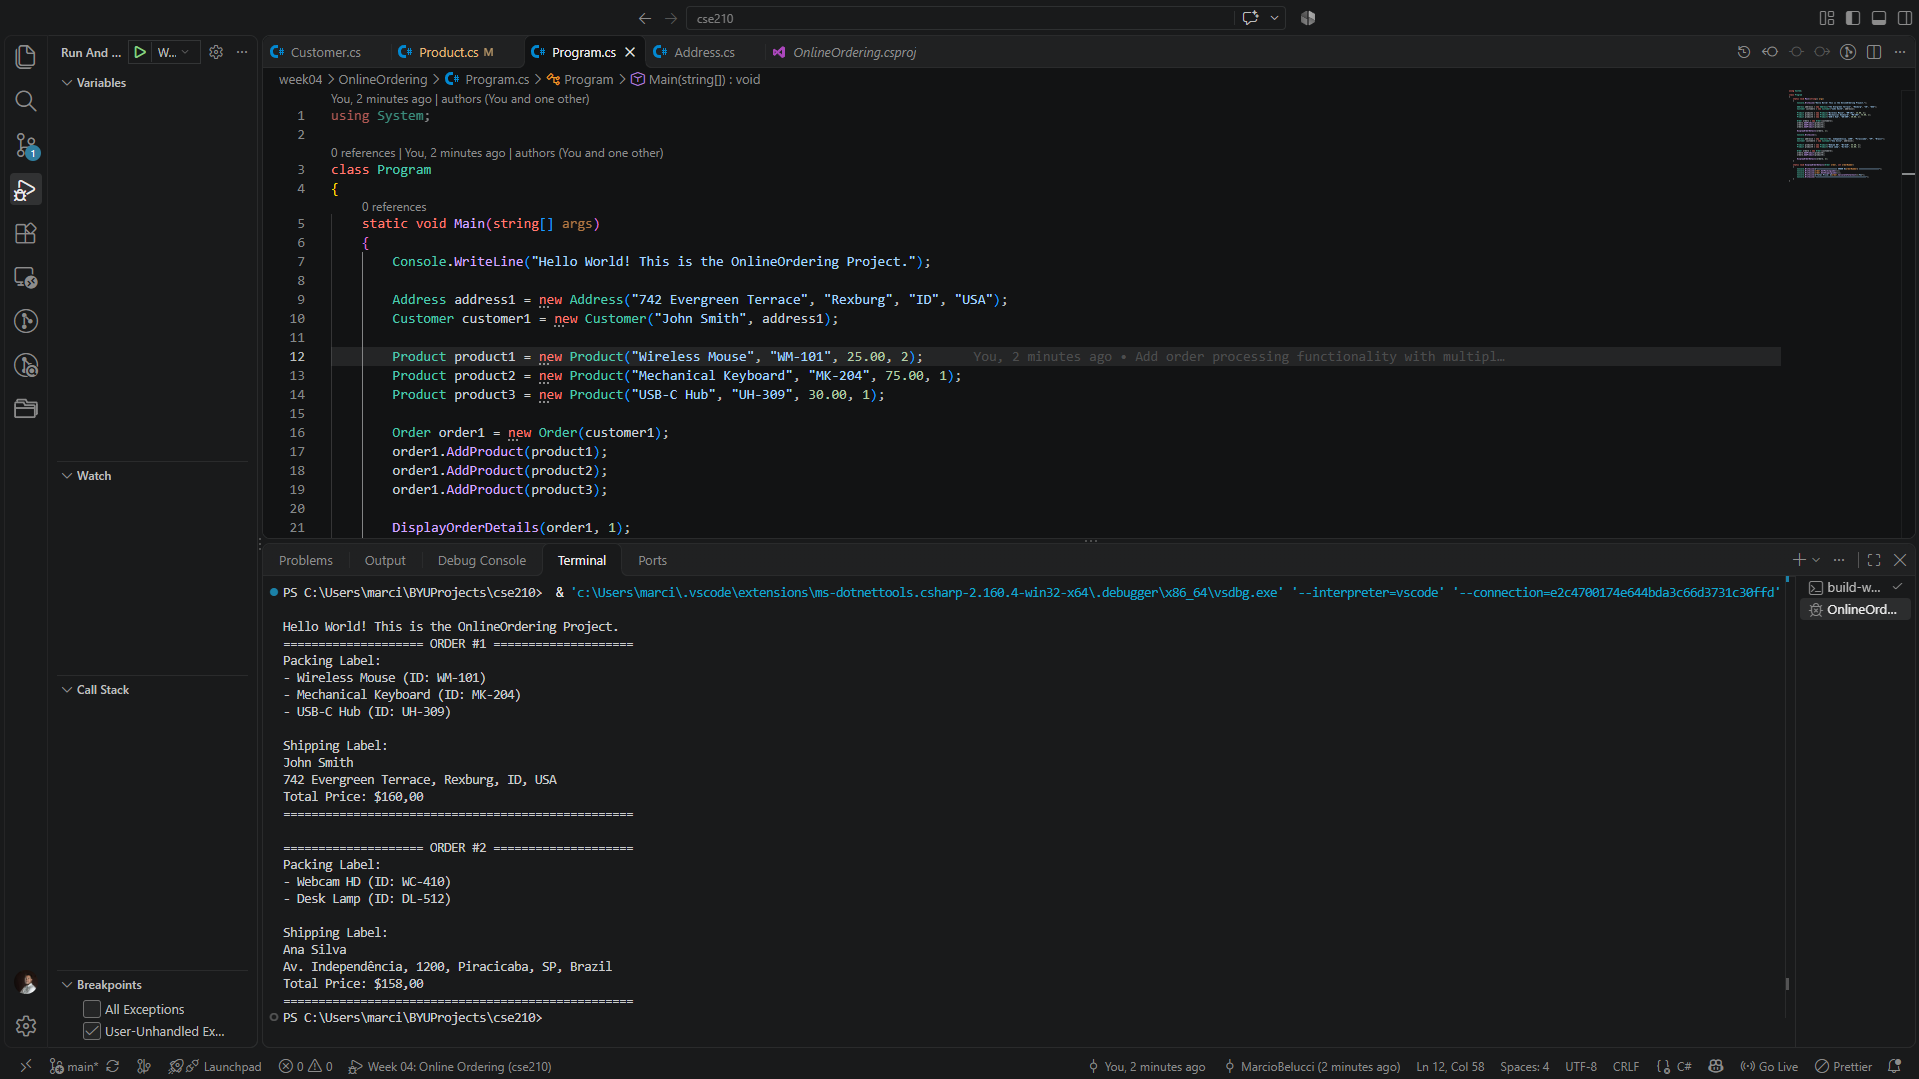 cse210
Run And ...
W...
Customer.cs
Product.cs M
Program.cs
Address.cs
OnlineOrdering.csproj
Variables
week04 > OnlineOrdering > Program.cs > Program > Main(string[]) : void
You, 2 minutes ago | authors (You and one other)
1 using System;
2
0 references | You, 2 minutes ago | authors (You and one other)
3 class Program
4 {
0 references
5 static void Main(string[] args)
6 {
7 Console.WriteLine("Hello World! This is the OnlineOrdering Project.");
8
9 Address address1 = new Address("742 Evergreen Terrace", "Rexburg", "ID", "USA");
10 Customer customer1 = new Customer("John Smith", address1);
11
12 Product product1 = new Product("Wireless Mouse", "WM-101", 25.00, 2); You, 2 minutes ago • Add order processing functionality with multipl…
13 Product product2 = new Product("Mechanical Keyboard", "MK-204", 75.00, 1);
14 Product product3 = new Product("USB-C Hub", "UH-309", 30.00, 1);
15
16 Order order1 = new Order(customer1);
17 order1.AddProduct(product1);
18 order1.AddProduct(product2);
19 order1.AddProduct(product3);
20
21 DisplayOrderDetails(order1, 1);
Watch
Call Stack
Breakpoints
All Exceptions
User-Unhandled Ex...
Problems
Output
Debug Console
Terminal
Ports
PS C:\Users\marci\BYUProjects\cse210> & 'c:\Users\marci\.vscode\extensions\ms-dotnettools.csharp-2.160.4-win32-x64\.debugger\x86_64\vsdbg.exe' '--interpreter=vscode' '--connection=e2c4700174e644bda3c66d3731c30ffd'
Hello World! This is the OnlineOrdering Project.
==================== ORDER #1 ====================
Packing Label:
- Wireless Mouse (ID: WM-101)
- Mechanical Keyboard (ID: MK-204)
- USB-C Hub (ID: UH-309)
Shipping Label:
John Smith
742 Evergreen Terrace, Rexburg, ID, USA
Total Price: $160,00
==================================================
==================== ORDER #2 ====================
Packing Label:
- Webcam HD (ID: WC-410)
- Desk Lamp (ID: DL-512)
Shipping Label:
Ana Silva
Av. Independência, 1200, Piracicaba, SP, Brazil
Total Price: $158,00
==================================================
PS C:\Users\marci\BYUProjects\cse210>
build-w...
OnlineOrd...
1
main*
Launchpad
0 0
Week 04: Online Ordering (cse210)
You, 2 minutes ago
MarcioBelucci (2 minutes ago)
Ln 12, Col 58
Spaces: 4
UTF-8
CRLF
{} C#
Go Live
Prettier